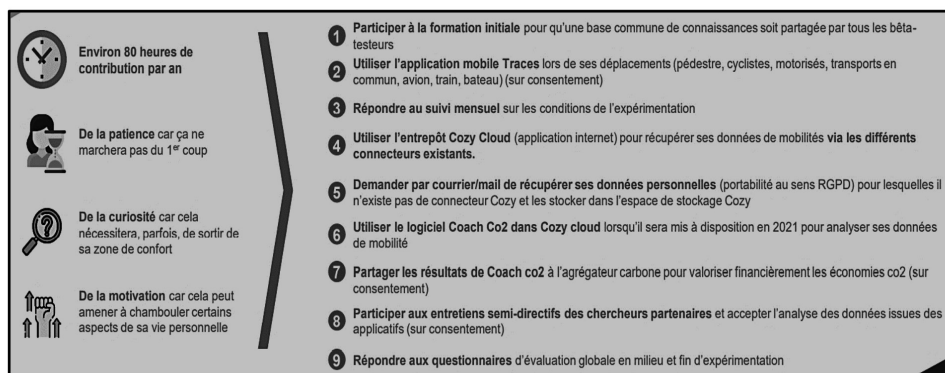 Environ 80 heures de
contribution par an
De la patience car ça ne
marchera pas du 1er coup
De la curiosité car cela
nécessitera, parfois, de sortir de
sa zone de confort
De la motivation car cela peut
amener à chambouler certains
aspects de sa vie personnelle
1 Participer à la formation initiale pour qu'une base commune de connaissances soit partagée par tous les bêta-
testeurs
2 Utiliser l'application mobile Traces lors de ses déplacements (pédestre, cyclistes, motorisés, transports en
commun, avion, train, bateau) (sur consentement)
3 Répondre au suivi mensuel sur les conditions de l'expérimentation
4 Utiliser l'entrepôt Cozy Cloud (application internet) pour récupérer ses données de mobilités via les différents
connecteurs existants.
5 Demander par courrier/mail de récupérer ses données personnelles (portabilité au sens RGPD) pour lesquelles il
n'existe pas de connecteur Cozy et les stocker dans l'espace de stockage Cozy
6 Utiliser le logiciel Coach Co2 dans Cozy cloud lorsqu'il sera mis à disposition en 2021 pour analyser ses données
de mobilité
7 Partager les résultats de Coach co2 à l'agrégateur carbone pour valoriser financièrement les économies co2 (sur
consentement)
8 Participer aux entretiens semi-directifs des chercheurs partenaires et accepter l'analyse des données issues des
applicatifs (sur consentement)
9 Répondre aux questionnaires d'évaluation globale en milieu et fin d'expérimentation